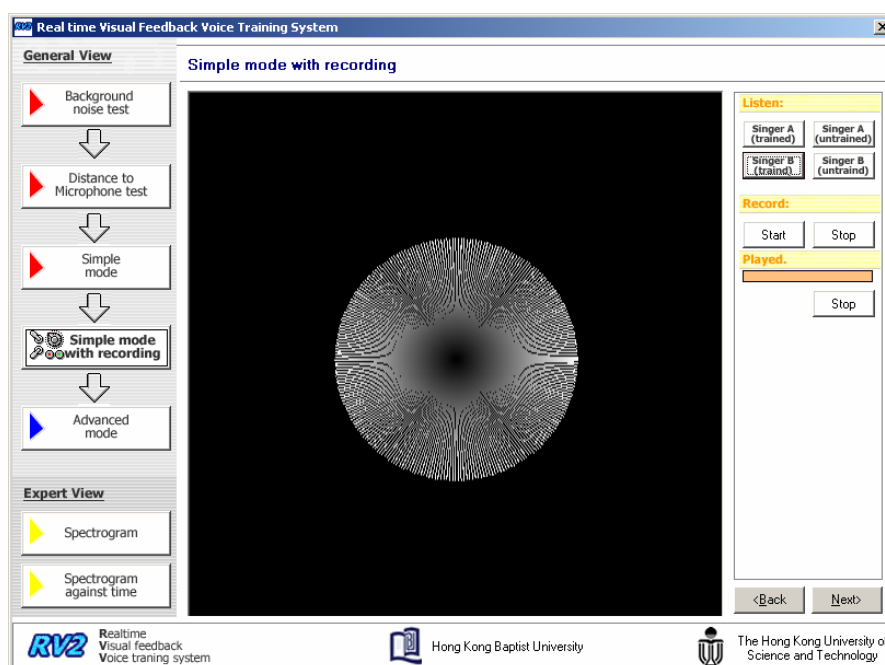 RV2 Real time Visual Feedback Voice Training System
General View
Simple mode with recording
Background
noise test
Distance to
Microphone test
Simple
mode
Simple mode
with recording
Advanced
mode
Expert View
Spectrogram
Spectrogram
against time
Listen:
Singer A
(trained)
Singer A
(untrained)
Singer B
(traind)
Singer B
(untraind)
Record:
Start
Stop
Played.
Stop
<Back
Next>
RV2
Realtime
Visual feedback
Voice traning system
Hong Kong Baptist University
The Hong Kong University of
Science and Technology